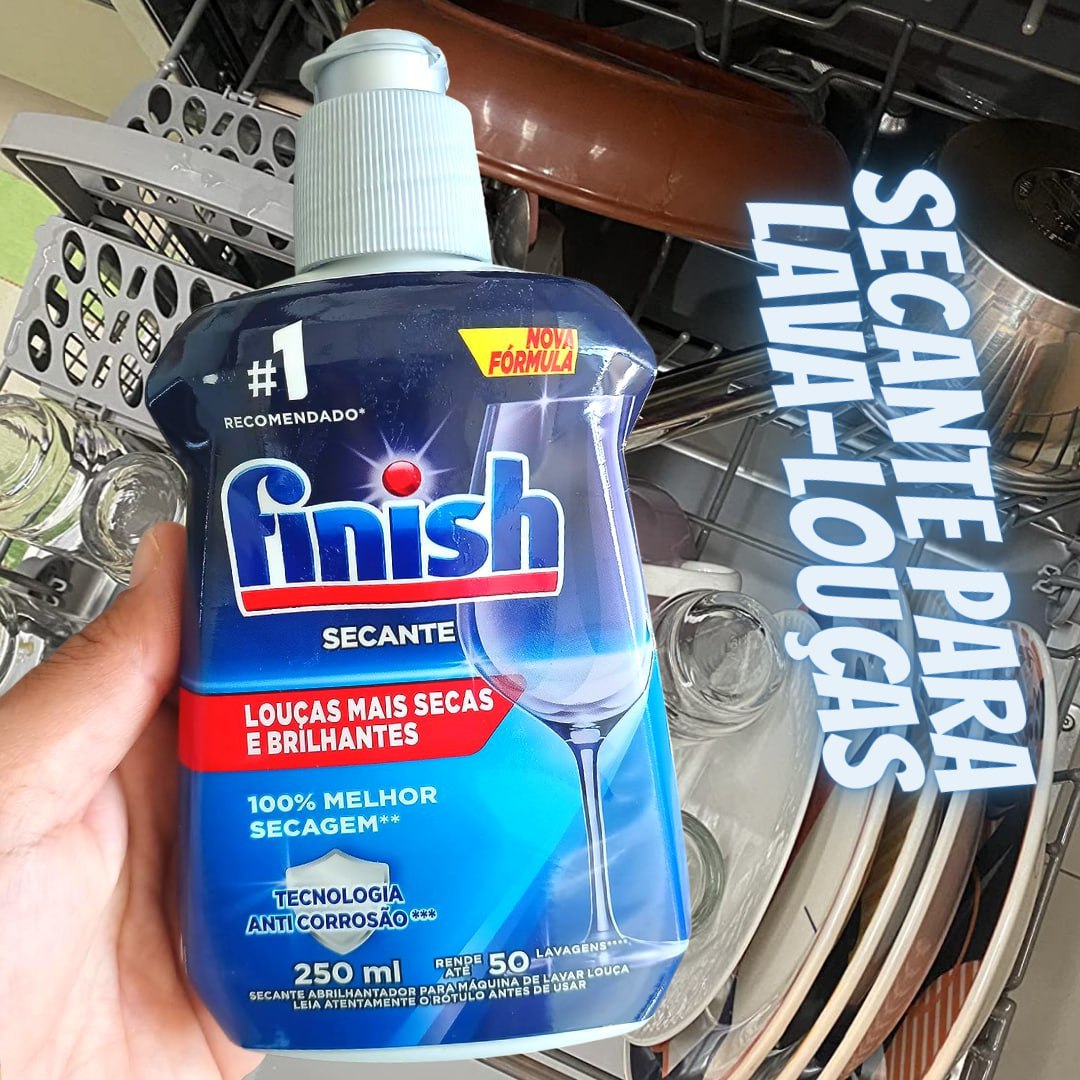 #1
RECOMENDADO*
NOVA
FÓRMULA
finish
SECANTE
LOUÇAS MAIS SECAS
E BRILHANTES
100% MELHOR
SECAGEM**
TECNOLOGIA
ANTI CORROSÃO***
250 ml
RENDE
ATÉ 50 LAVAGENS****
SECANTE ABRILHANTADOR PARA MÁQUINA DE LAVAR LOUÇA
LEIA ATENTAMENTE O RÓTULO ANTES DE USAR
SECANTE PARA
LAVA-LOUÇAS